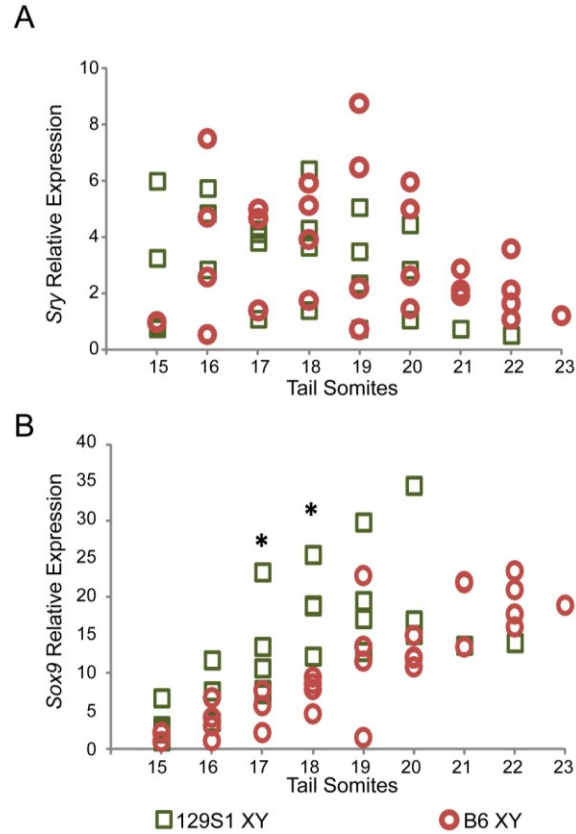 A
Sry Relative Expression
10
8
6
4
2
0
15 16 17 18 19 20 21 22 23
Tail Somites
B
Sox9 Relative Expression
40
35
30
25
20
15
10
5
0
* *
15 16 17 18 19 20 21 22 23
Tail Somites
129S1 XY B6 XY